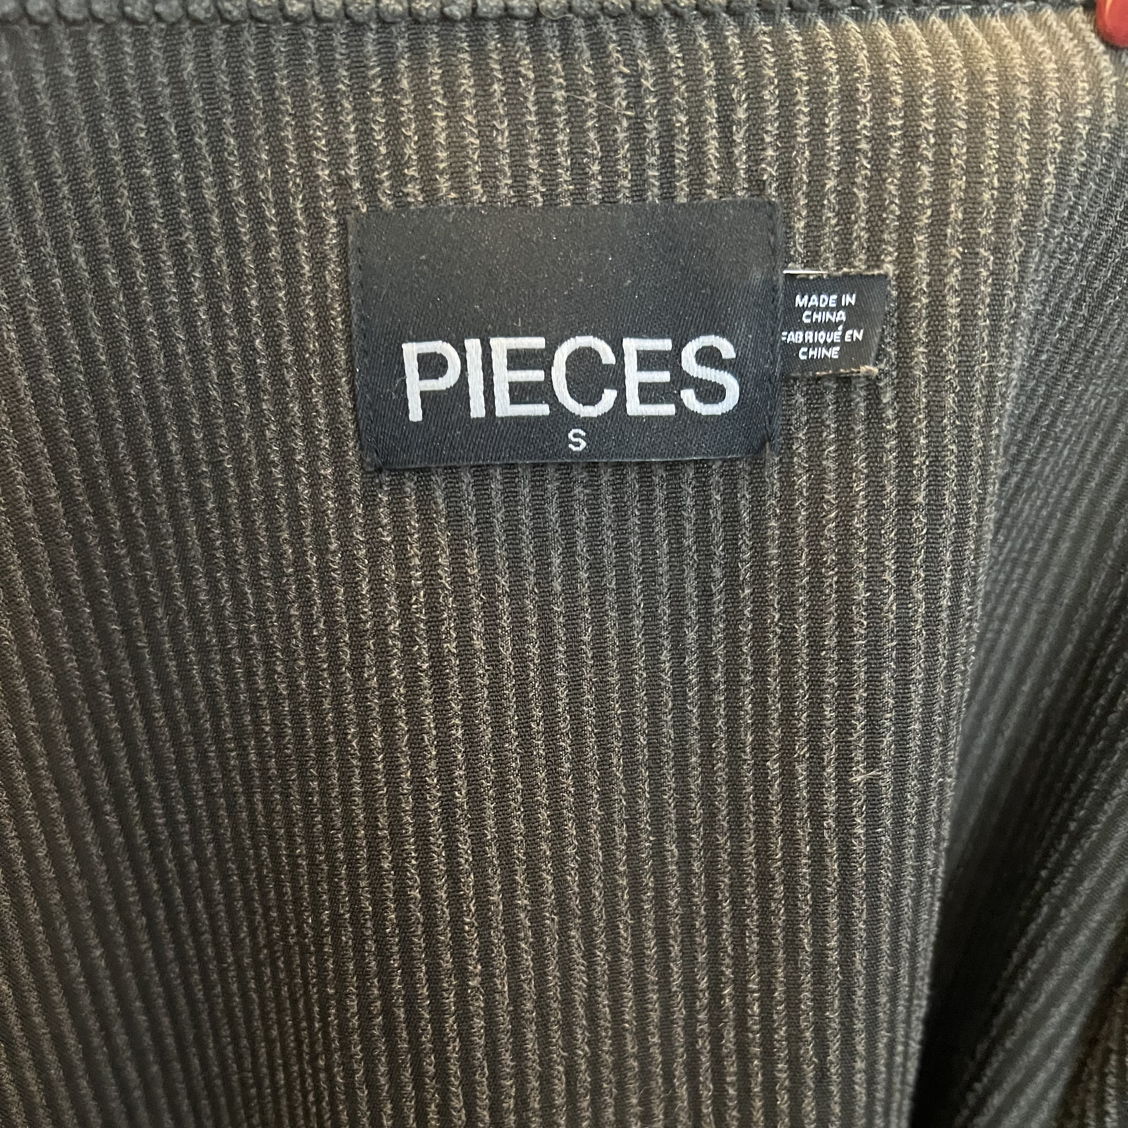 PIECES
S
MADE IN
CHINA
FABRIQUÉ EN
CHINE